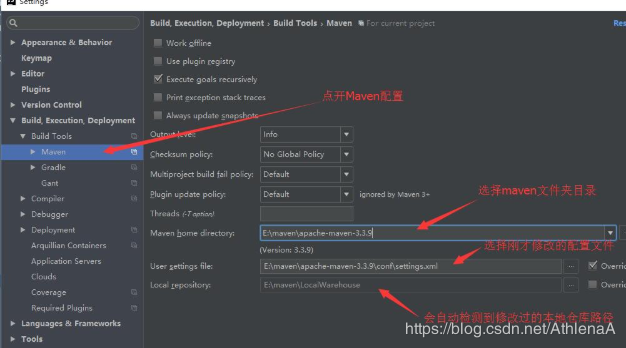 Settings
Build, Execution, Deployment › Build Tools › Maven For current project
Appearance & Behavior
Keymap
Editor
Plugins
Version Control
Build, Execution, Deployment
Build Tools
Maven
Gradle
Gant
Compiler
Debugger
Deployment
Arquillian Containers
Application Servers
Clouds
Coverage
Required Plugins
Languages & Frameworks
Tools
Work offline
Use plugin registry
Execute goals recursively
Print exception stack traces
点开Maven配置
Always update snapshots
Output level: Info
Checksum policy: No Global Policy
Multiproject build fail policy: Default
Plugin update policy: Default ignored by Maven 3+
Threads (-T option)
选择maven文件夹目录
Maven home directory: E:\maven\apache-maven-3.3.9
(Version: 3.3.9)
选择刚才修改的配置文件
User settings file: E:\maven\apache-maven-3.3.9\conf\settings.xml ... Overri
Local repository: E:\maven\LocalWarehouse ... Overri
会自动检测到修改过的本地仓库路径
https://blog.csdn.net/AthlenaA